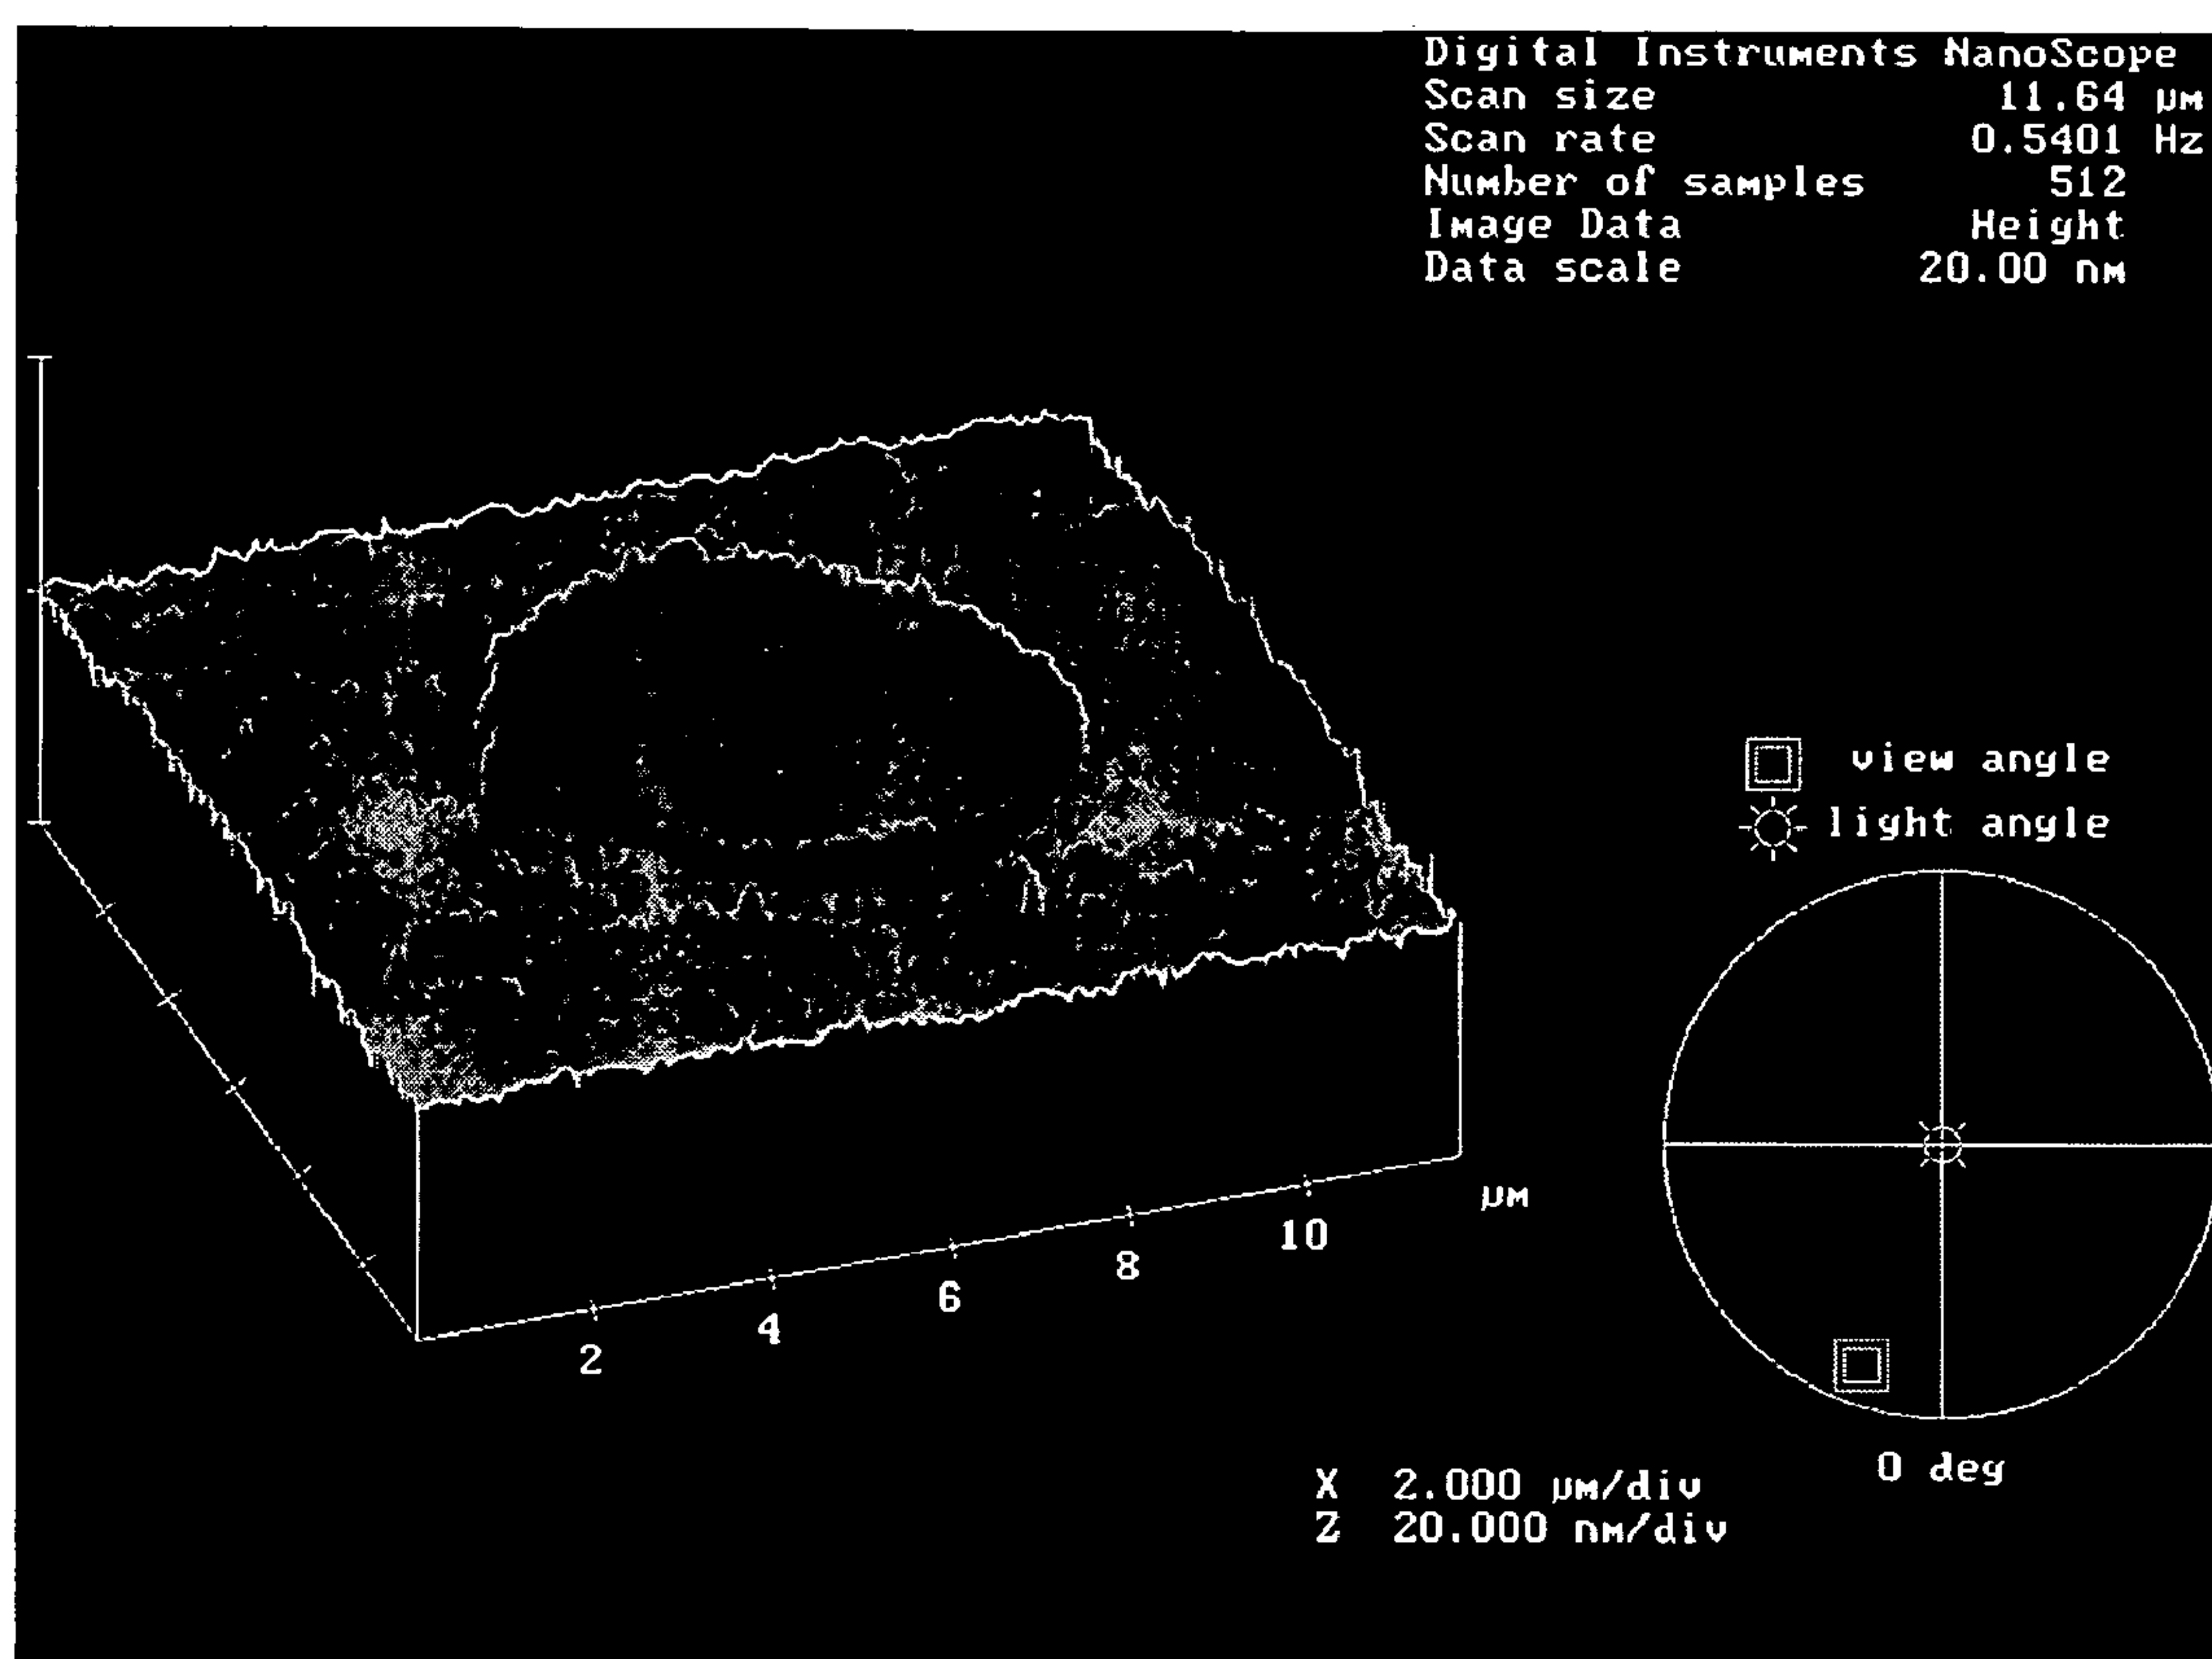 Digital Instruments NanoScope
Scan size 11.64 µm
Scan rate 0.5401 Hz
Number of samples 512
Image Data Height
Data scale 20.00 nm
view angle
light angle
µm
10
8
6
4
2
0 deg
X 2.000 µm/div
Z 20.000 nm/div